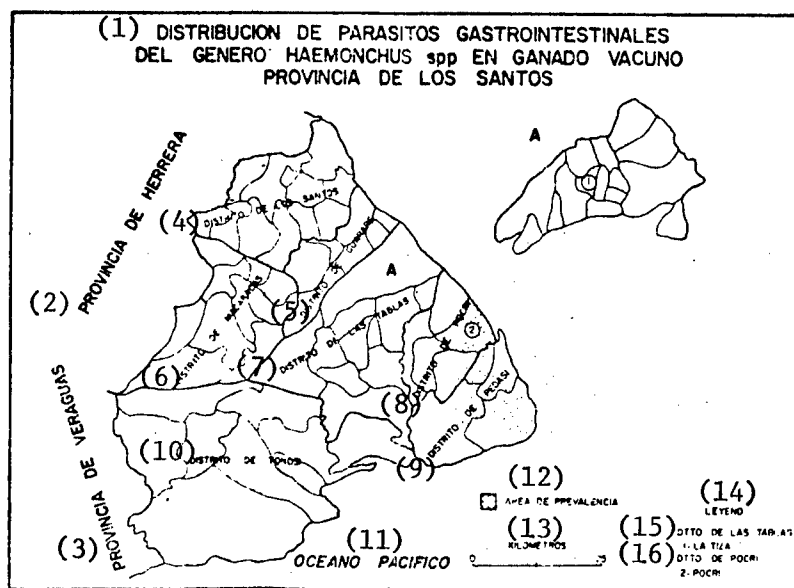 (1) DISTRIBUCION DE PARASITOS GASTROINTESTINALES
DEL GENERO HAEMONCHUS spp EN GANADO VACUNO
PROVINCIA DE LOS SANTOS
A
1
(2) PROVINCIA DE HERRERA
(4) DISTRITO DE LOS SANTOS
(5) DISTRITO DE GUARARE
A
(6) DISTRITO DE MACARACAS
(7) DISTRITO DE LAS TABLAS
(8) DISTRITO DE POCRI
2
(9) DISTRITO DE PEDASI
(10) DISTRITO DE TONOSI
(3) PROVINCIA DE VERAGUAS
(11)
OCEANO PACIFICO
(12)
AREA DE PREVALENCIA
(13)
KILOMETROS
0
(14)
LEYEND
(15) DTTO DE LAS TABLAS
1- LA TIZA
(16) DTTO DE POCRI
2- POCRI